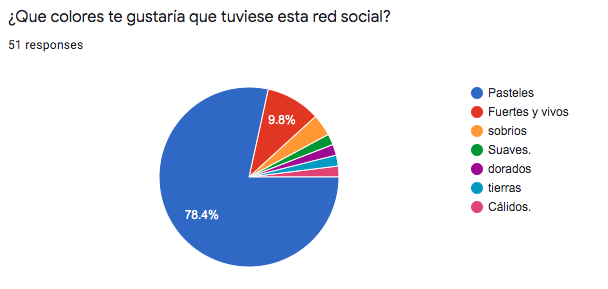 ¿Que colores te gustaría que tuviese esta red social?
51 responses
9.8%
78.4%
Pasteles
Fuertes y vivos
sobrios
Suaves.
dorados
tierras
Cálidos.